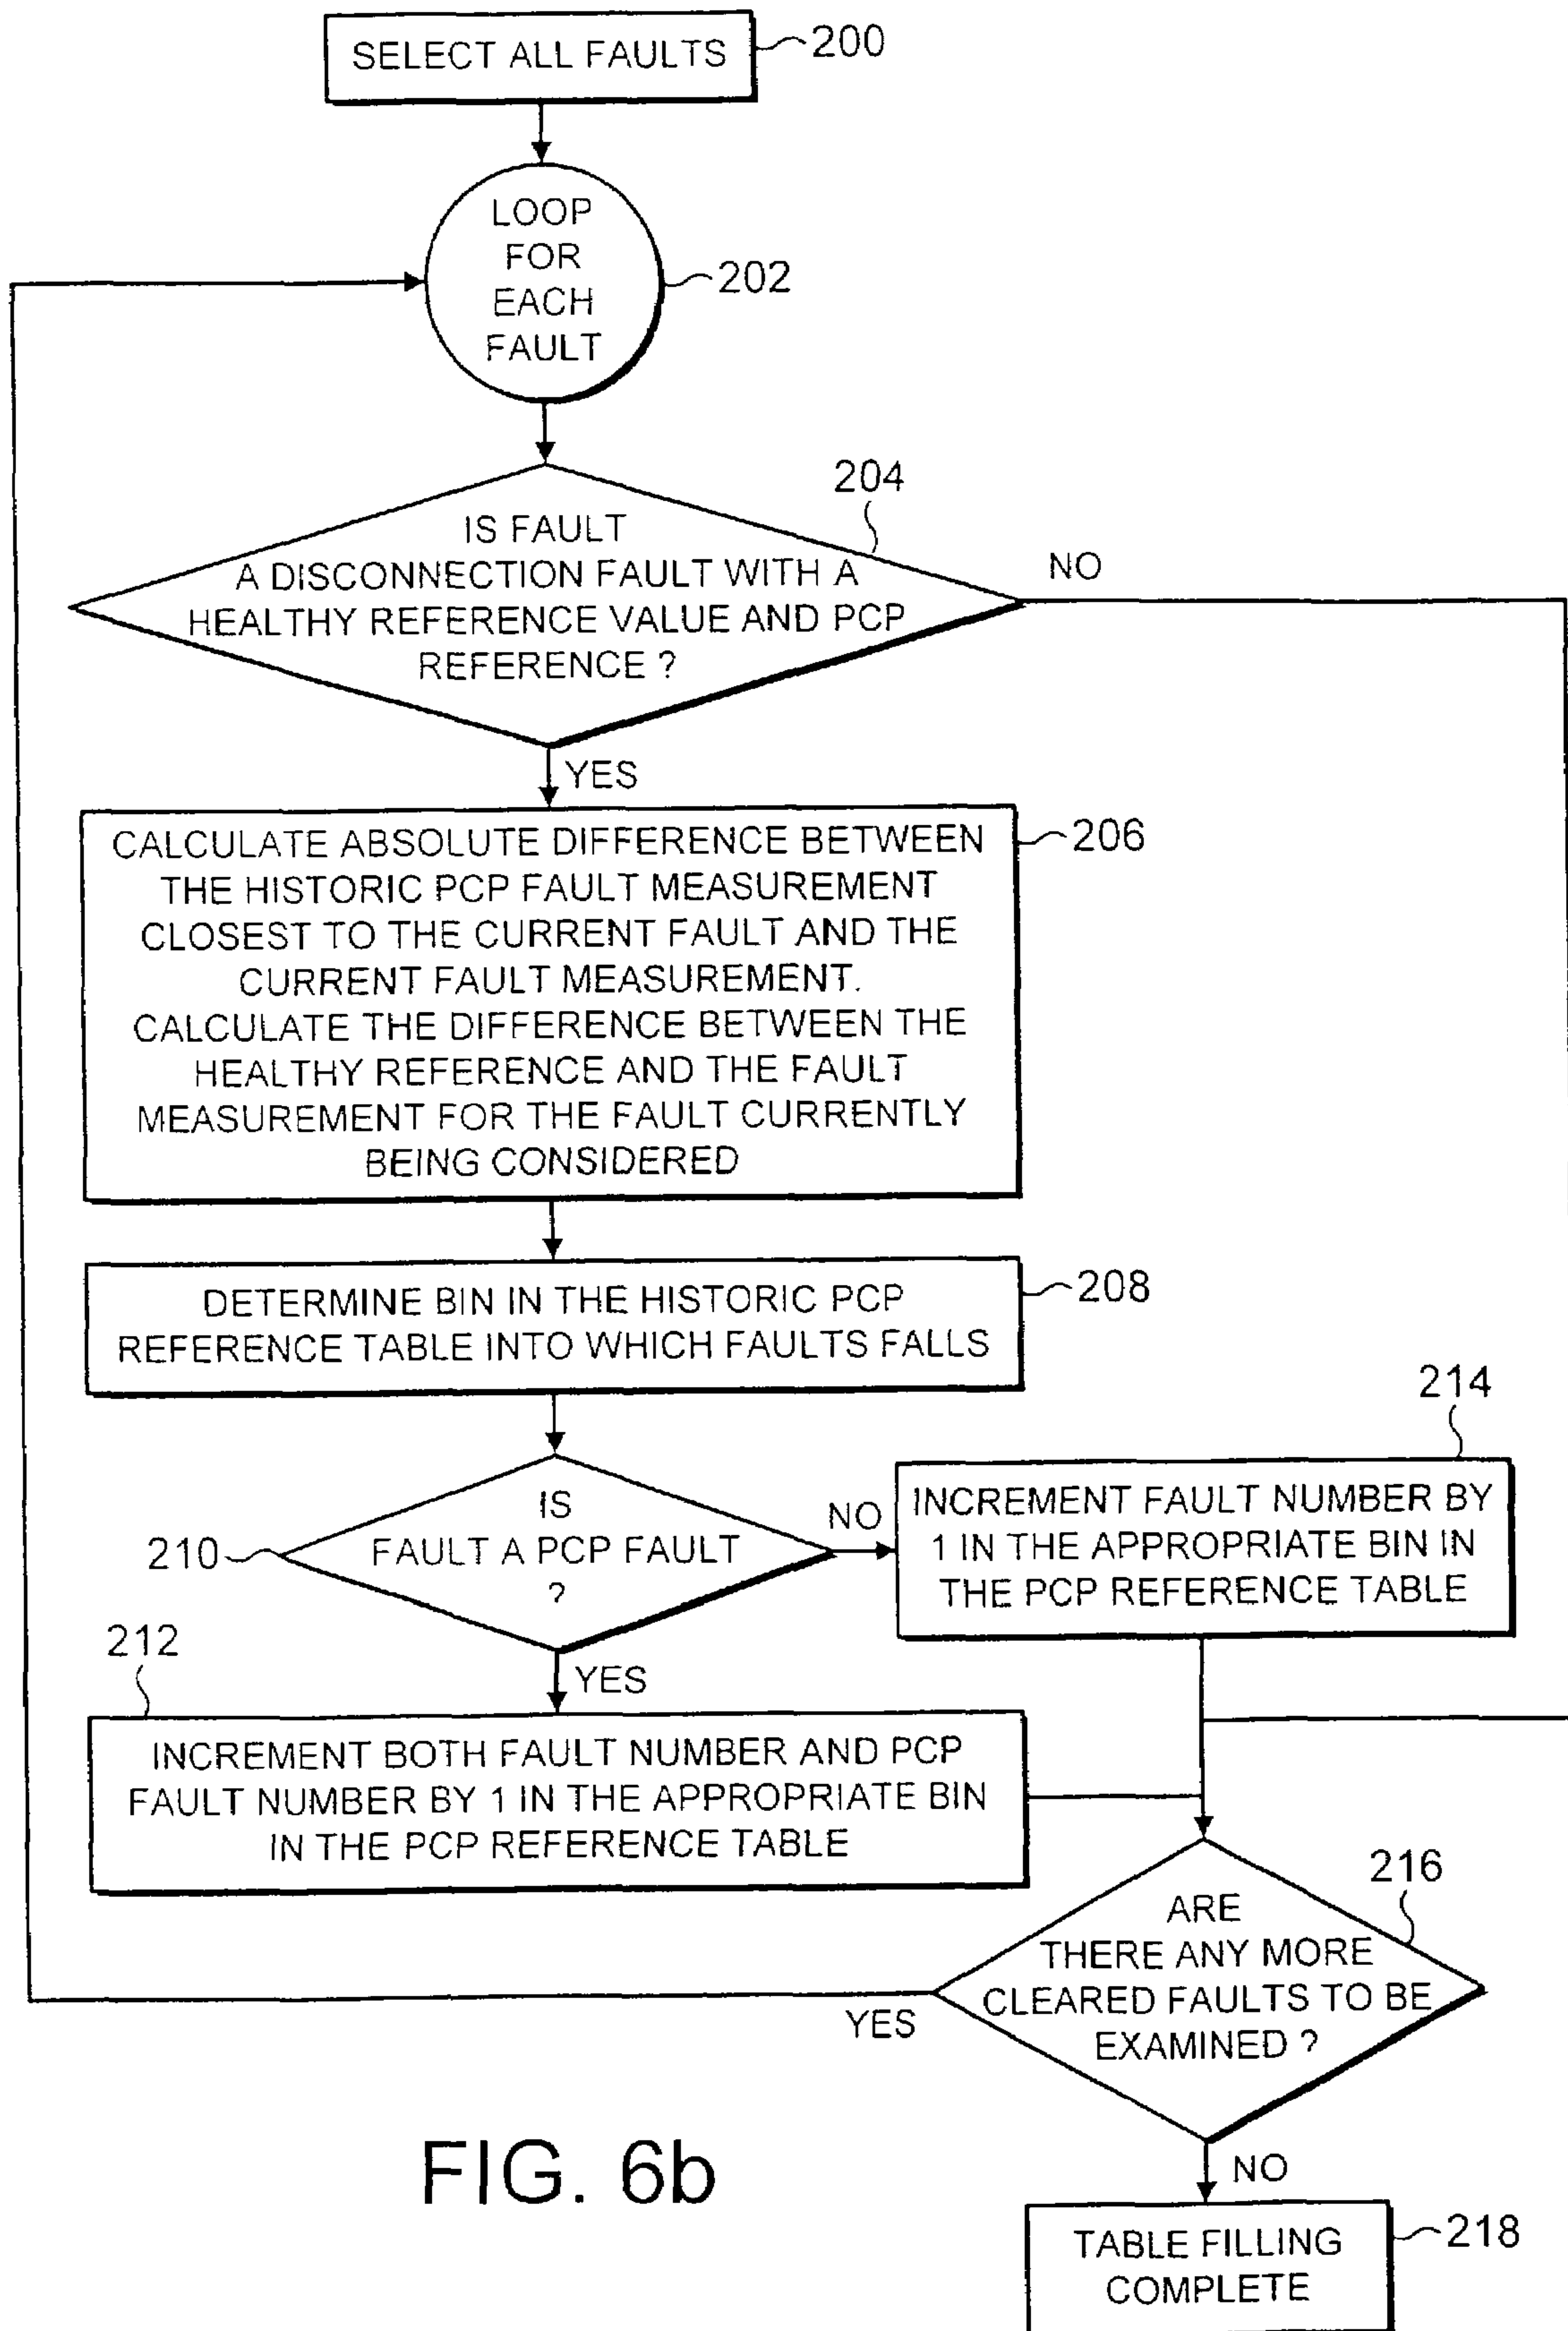 SELECT ALL FAULTS
200
LOOP
FOR
EACH
FAULT
202
204
IS FAULT
A DISCONNECTION FAULT WITH A
HEALTHY REFERENCE VALUE AND PCP
REFERENCE ?
NO
YES
CALCULATE ABSOLUTE DIFFERENCE BETWEEN
THE HISTORIC PCP FAULT MEASUREMENT
CLOSEST TO THE CURRENT FAULT AND THE
CURRENT FAULT MEASUREMENT.
CALCULATE THE DIFFERENCE BETWEEN THE
HEALTHY REFERENCE AND THE FAULT
MEASUREMENT FOR THE FAULT CURRENTLY
BEING CONSIDERED
206
DETERMINE BIN IN THE HISTORIC PCP
REFERENCE TABLE INTO WHICH FAULTS FALLS
208
210
IS
FAULT A PCP FAULT
?
NO
214
INCREMENT FAULT NUMBER BY
1 IN THE APPROPRIATE BIN IN
THE PCP REFERENCE TABLE
YES
212
INCREMENT BOTH FAULT NUMBER AND PCP
FAULT NUMBER BY 1 IN THE APPROPRIATE BIN
IN THE PCP REFERENCE TABLE
216
ARE
THERE ANY MORE
CLEARED FAULTS TO BE
EXAMINED ?
YES
NO
TABLE FILLING
COMPLETE
218
FIG. 6b